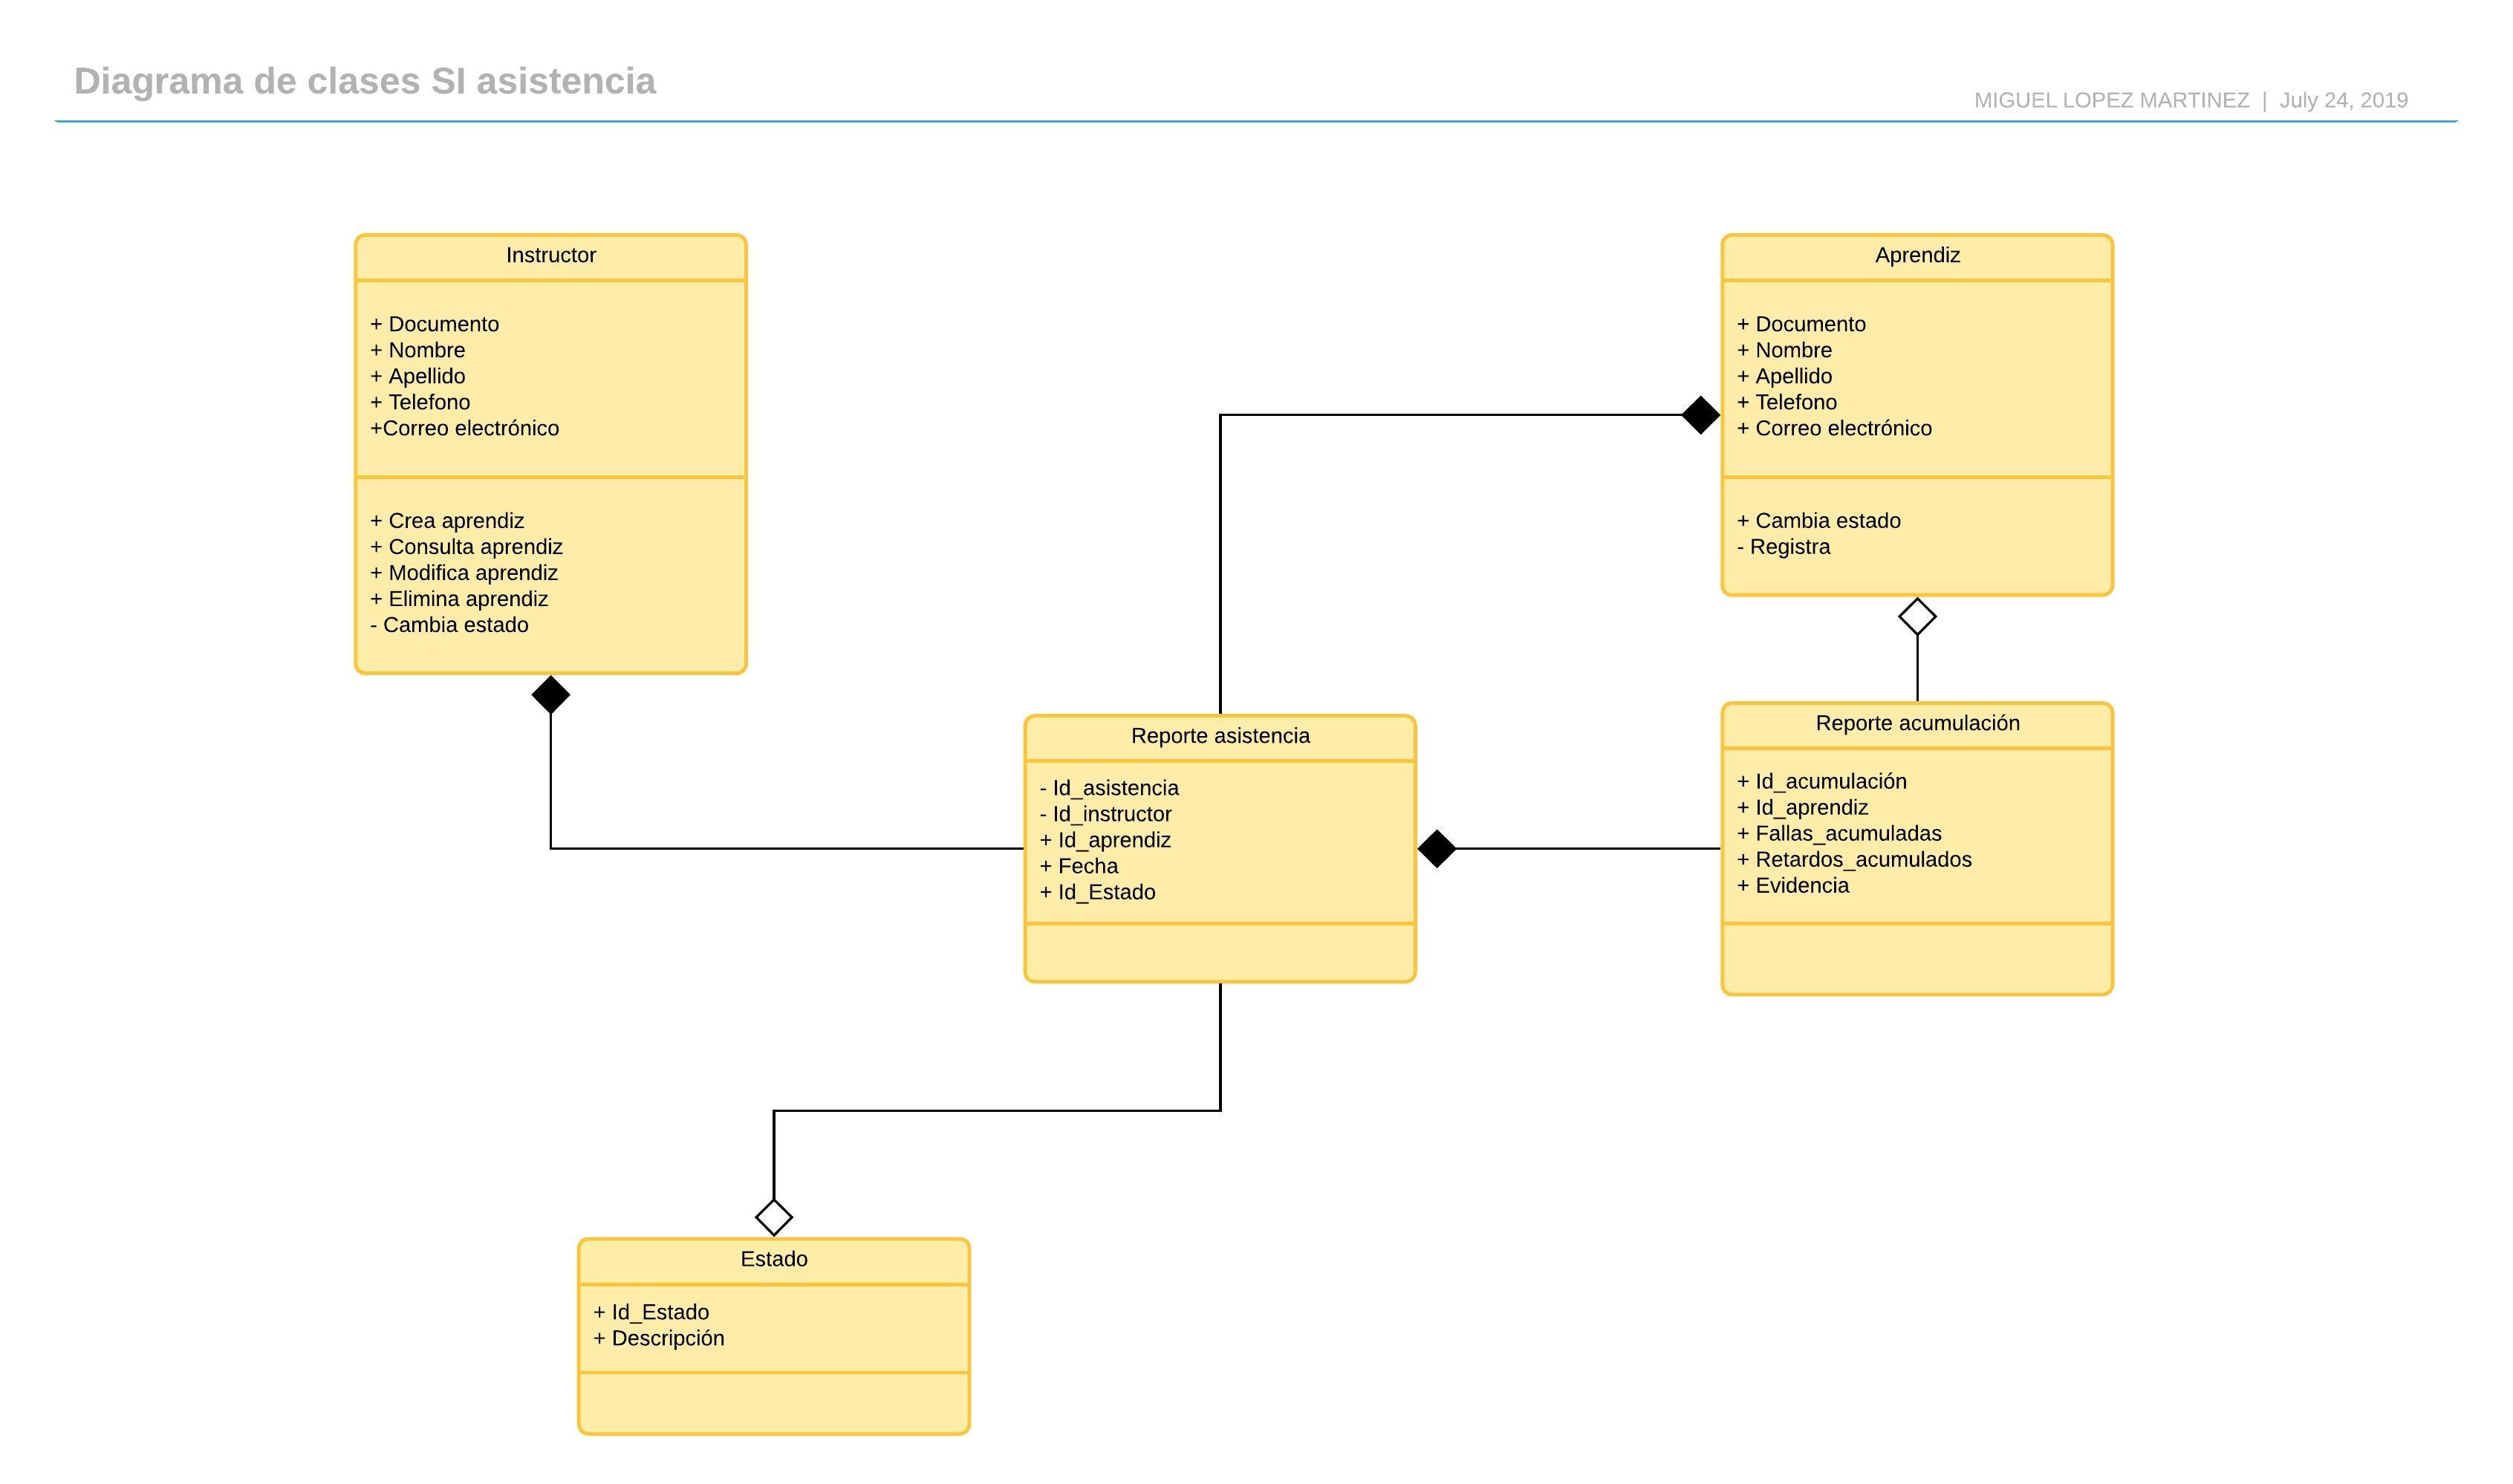 Diagrama de clases SI asistencia
MIGUEL LOPEZ MARTINEZ | July 24, 2019
Instructor
+ Documento
+ Nombre
+ Apellido
+ Telefono
+Correo electrónico
+ Crea aprendiz
+ Consulta aprendiz
+ Modifica aprendiz
+ Elimina aprendiz
- Cambia estado
Aprendiz
+ Documento
+ Nombre
+ Apellido
+ Telefono
+ Correo electrónico
+ Cambia estado
- Registra
Reporte asistencia
- Id_asistencia
- Id_instructor
+ Id_aprendiz
+ Fecha
+ Id_Estado
Reporte acumulación
+ Id_acumulación
+ Id_aprendiz
+ Fallas_acumuladas
+ Retardos_acumulados
+ Evidencia
Estado
+ Id_Estado
+ Descripción